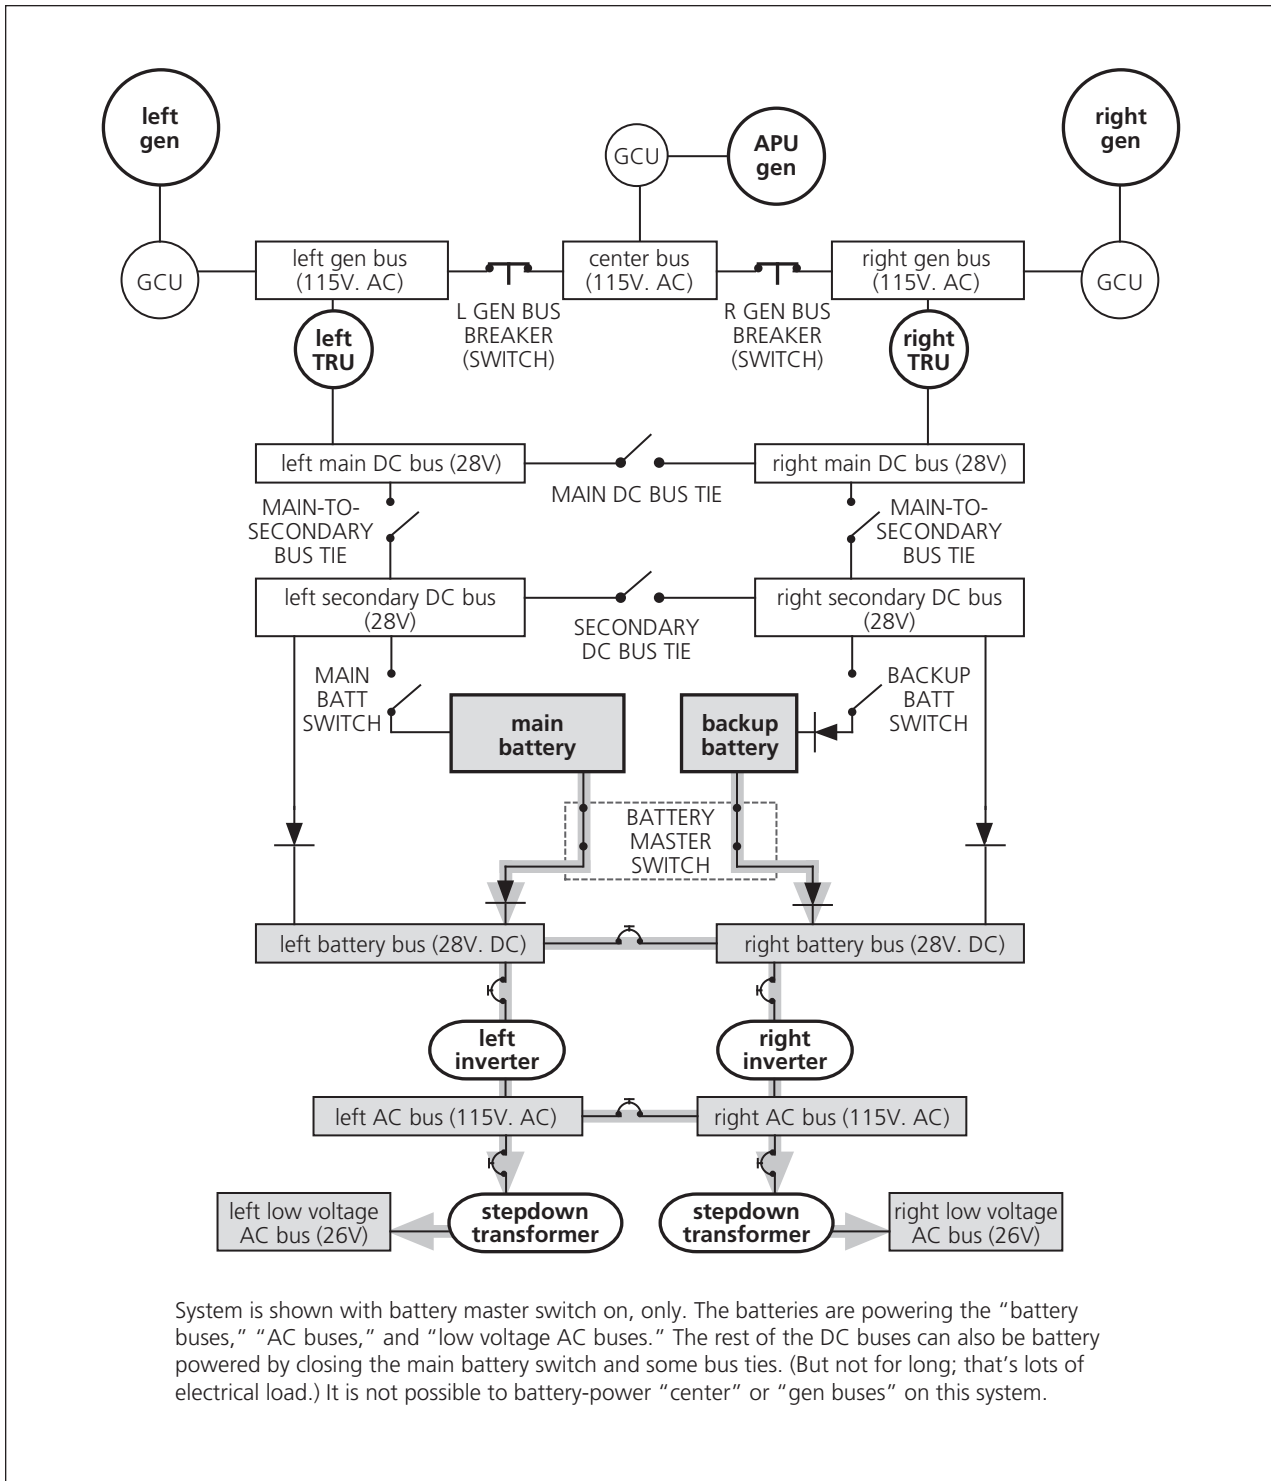 left
gen
APU
gen
right
gen
GCU
GCU
GCU
left gen bus
(115V. AC)
center bus
(115V. AC)
right gen bus
(115V. AC)
L GEN BUS
BREAKER
(SWITCH)
R GEN BUS
BREAKER
(SWITCH)
left
TRU
right
TRU
left main DC bus (28V)
right main DC bus (28V)
MAIN DC BUS TIE
MAIN-TO-
SECONDARY
BUS TIE
MAIN-TO-
SECONDARY
BUS TIE
left secondary DC bus
(28V)
right secondary DC bus
(28V)
SECONDARY
DC BUS TIE
MAIN
BATT
SWITCH
BACKUP
BATT
SWITCH
main
battery
backup
battery
BATTERY
MASTER
SWITCH
left battery bus (28V. DC)
right battery bus (28V. DC)
left
inverter
right
inverter
left AC bus (115V. AC)
right AC bus (115V. AC)
left low voltage
AC bus (26V)
stepdown
transformer
stepdown
transformer
right low voltage
AC bus (26V)
System is shown with battery master switch on, only. The batteries are powering the “battery
buses,” “AC buses,” and “low voltage AC buses.” The rest of the DC buses can also be battery
powered by closing the main battery switch and some bus ties. (But not for long; that’s lots of
electrical load.) It is not possible to battery-power “center” or “gen buses” on this system.